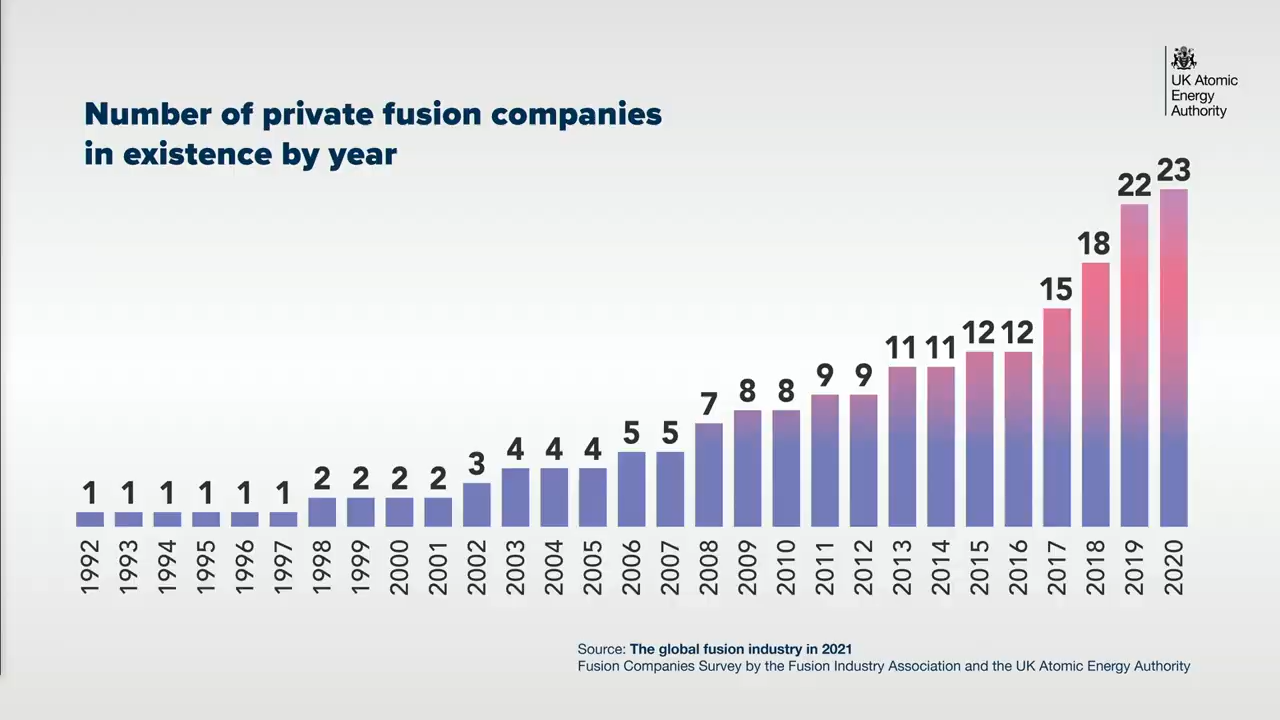 UK Atomic
Energy
Authority
Number of private fusion companies
in existence by year
1 1 1 1 1 1 2 2 2 2 3 4 4 4 5 5 7 8 8 9 9 11 11 12 12 15 18 22 23
1992 1993 1994 1995 1996 1997 1998 1999 2000 2001 2002 2003 2004 2005 2006 2007 2008 2009 2010 2011 2012 2013 2014 2015 2016 2017 2018 2019 2020
Source: The global fusion industry in 2021
Fusion Companies Survey by the Fusion Industry Association and the UK Atomic Energy Authority